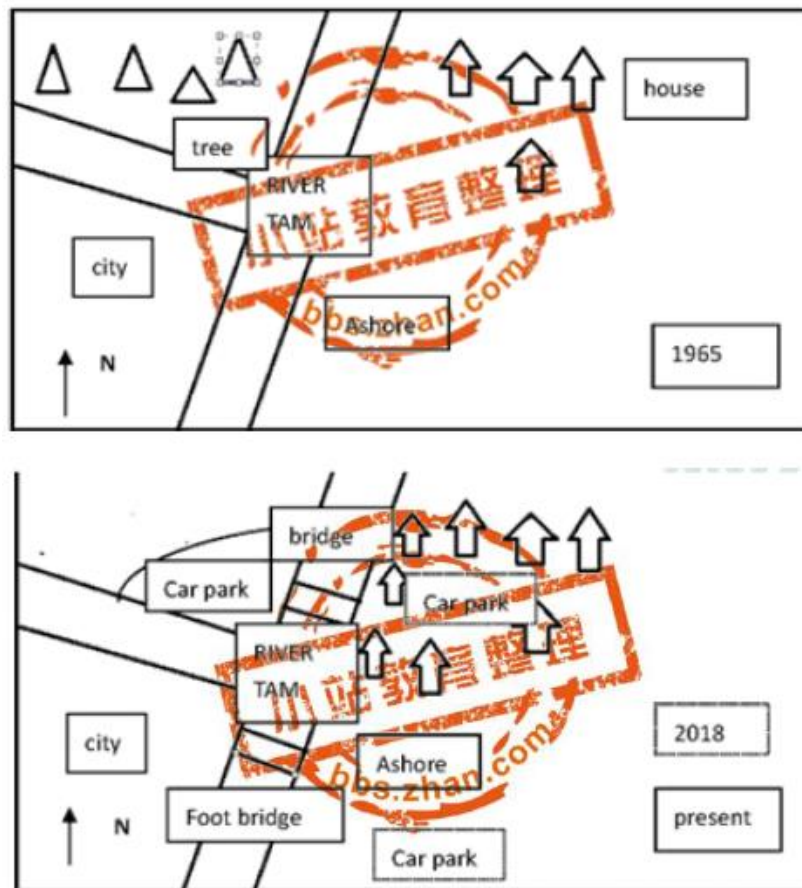 house
tree
RIVER
TAM
小站教育整理
city
bbs.zhan.com
Ashore
N
1965
bridge
Car park
Car park
RIVER
TAM
小站教育整理
city
2018
Ashore
bbs.zhan.com
N
Foot bridge
present
Car park